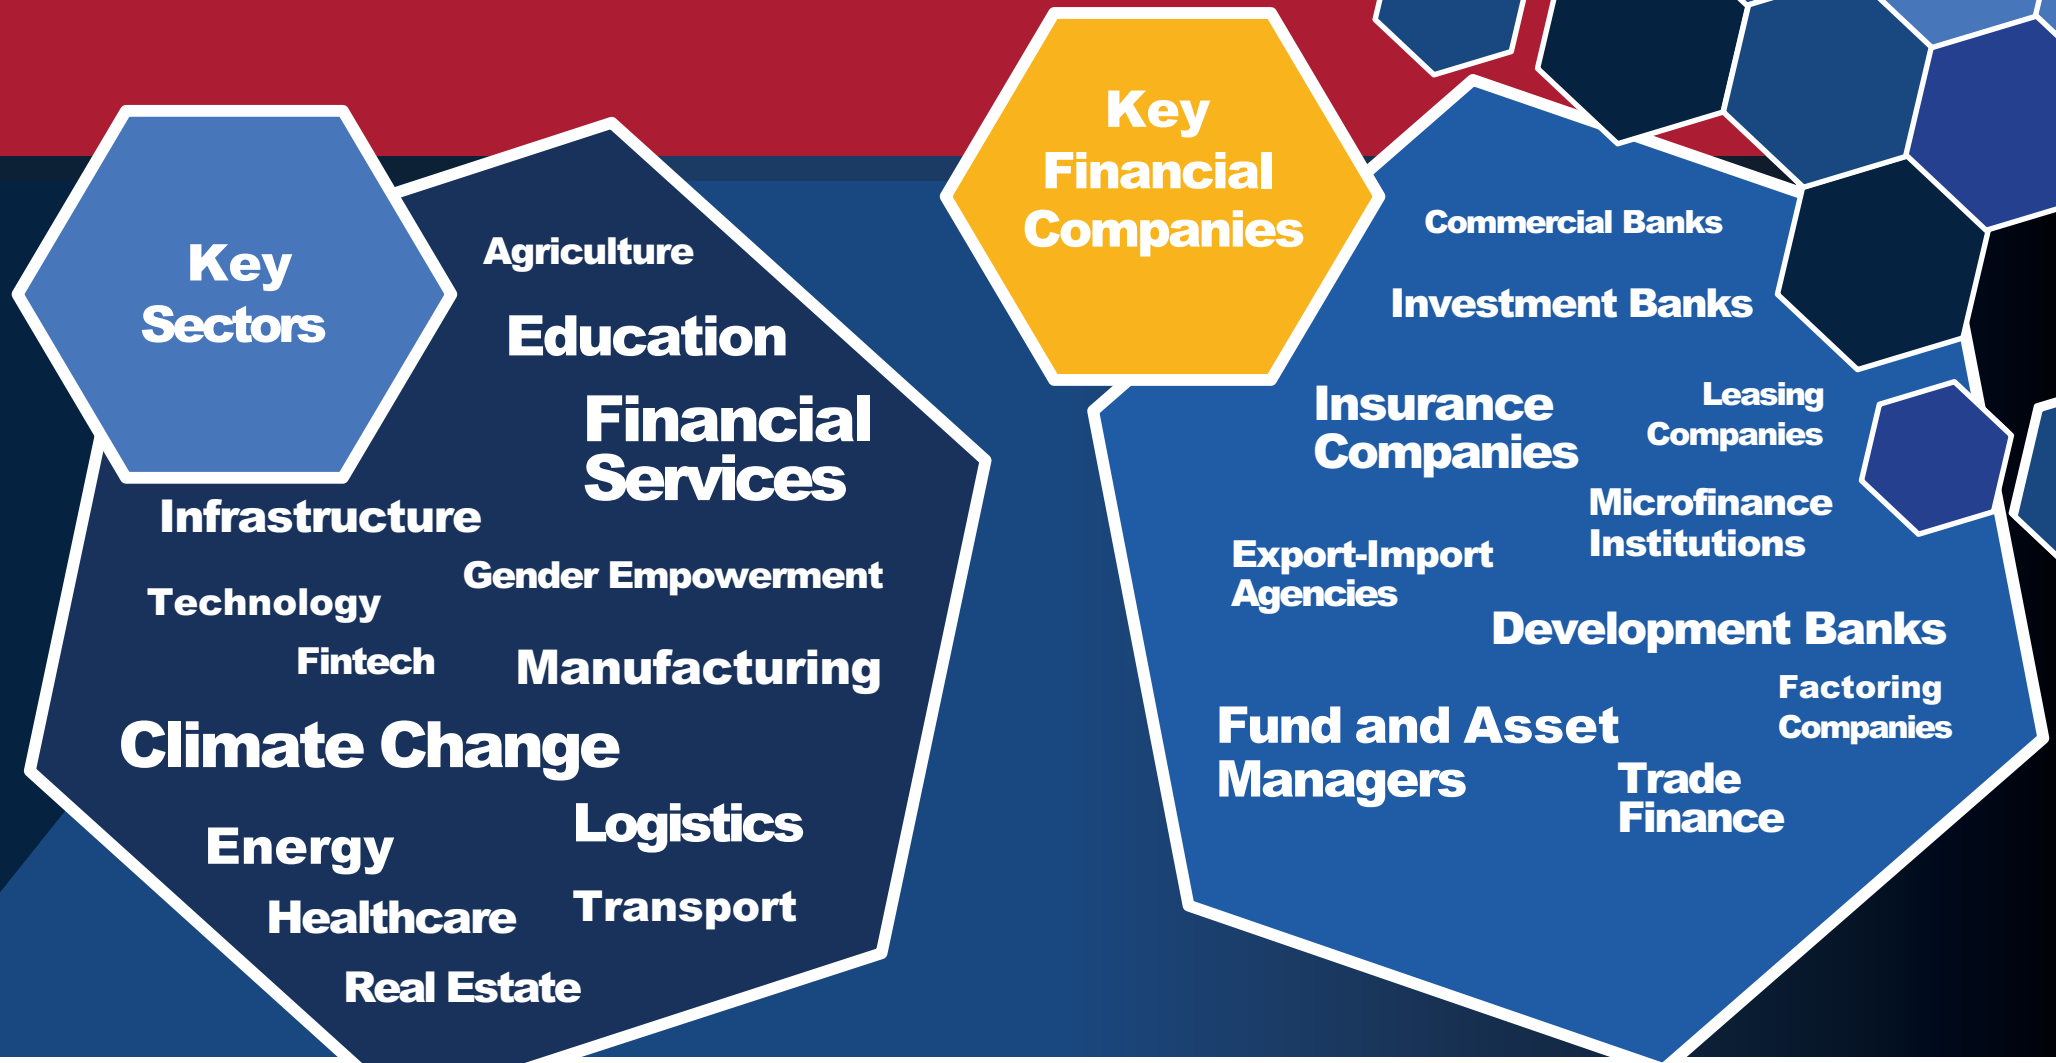 Key
Sectors
Agriculture
Education
Financial
Services
Infrastructure
Gender Empowerment
Technology
Fintech
Manufacturing
Climate Change
Logistics
Energy
Transport
Healthcare
Real Estate
Key
Financial
Companies
Commercial Banks
Investment Banks
Insurance
Companies
Leasing
Companies
Microfinance
Institutions
Export-Import
Agencies
Development Banks
Factoring
Companies
Fund and Asset
Managers
Trade
Finance